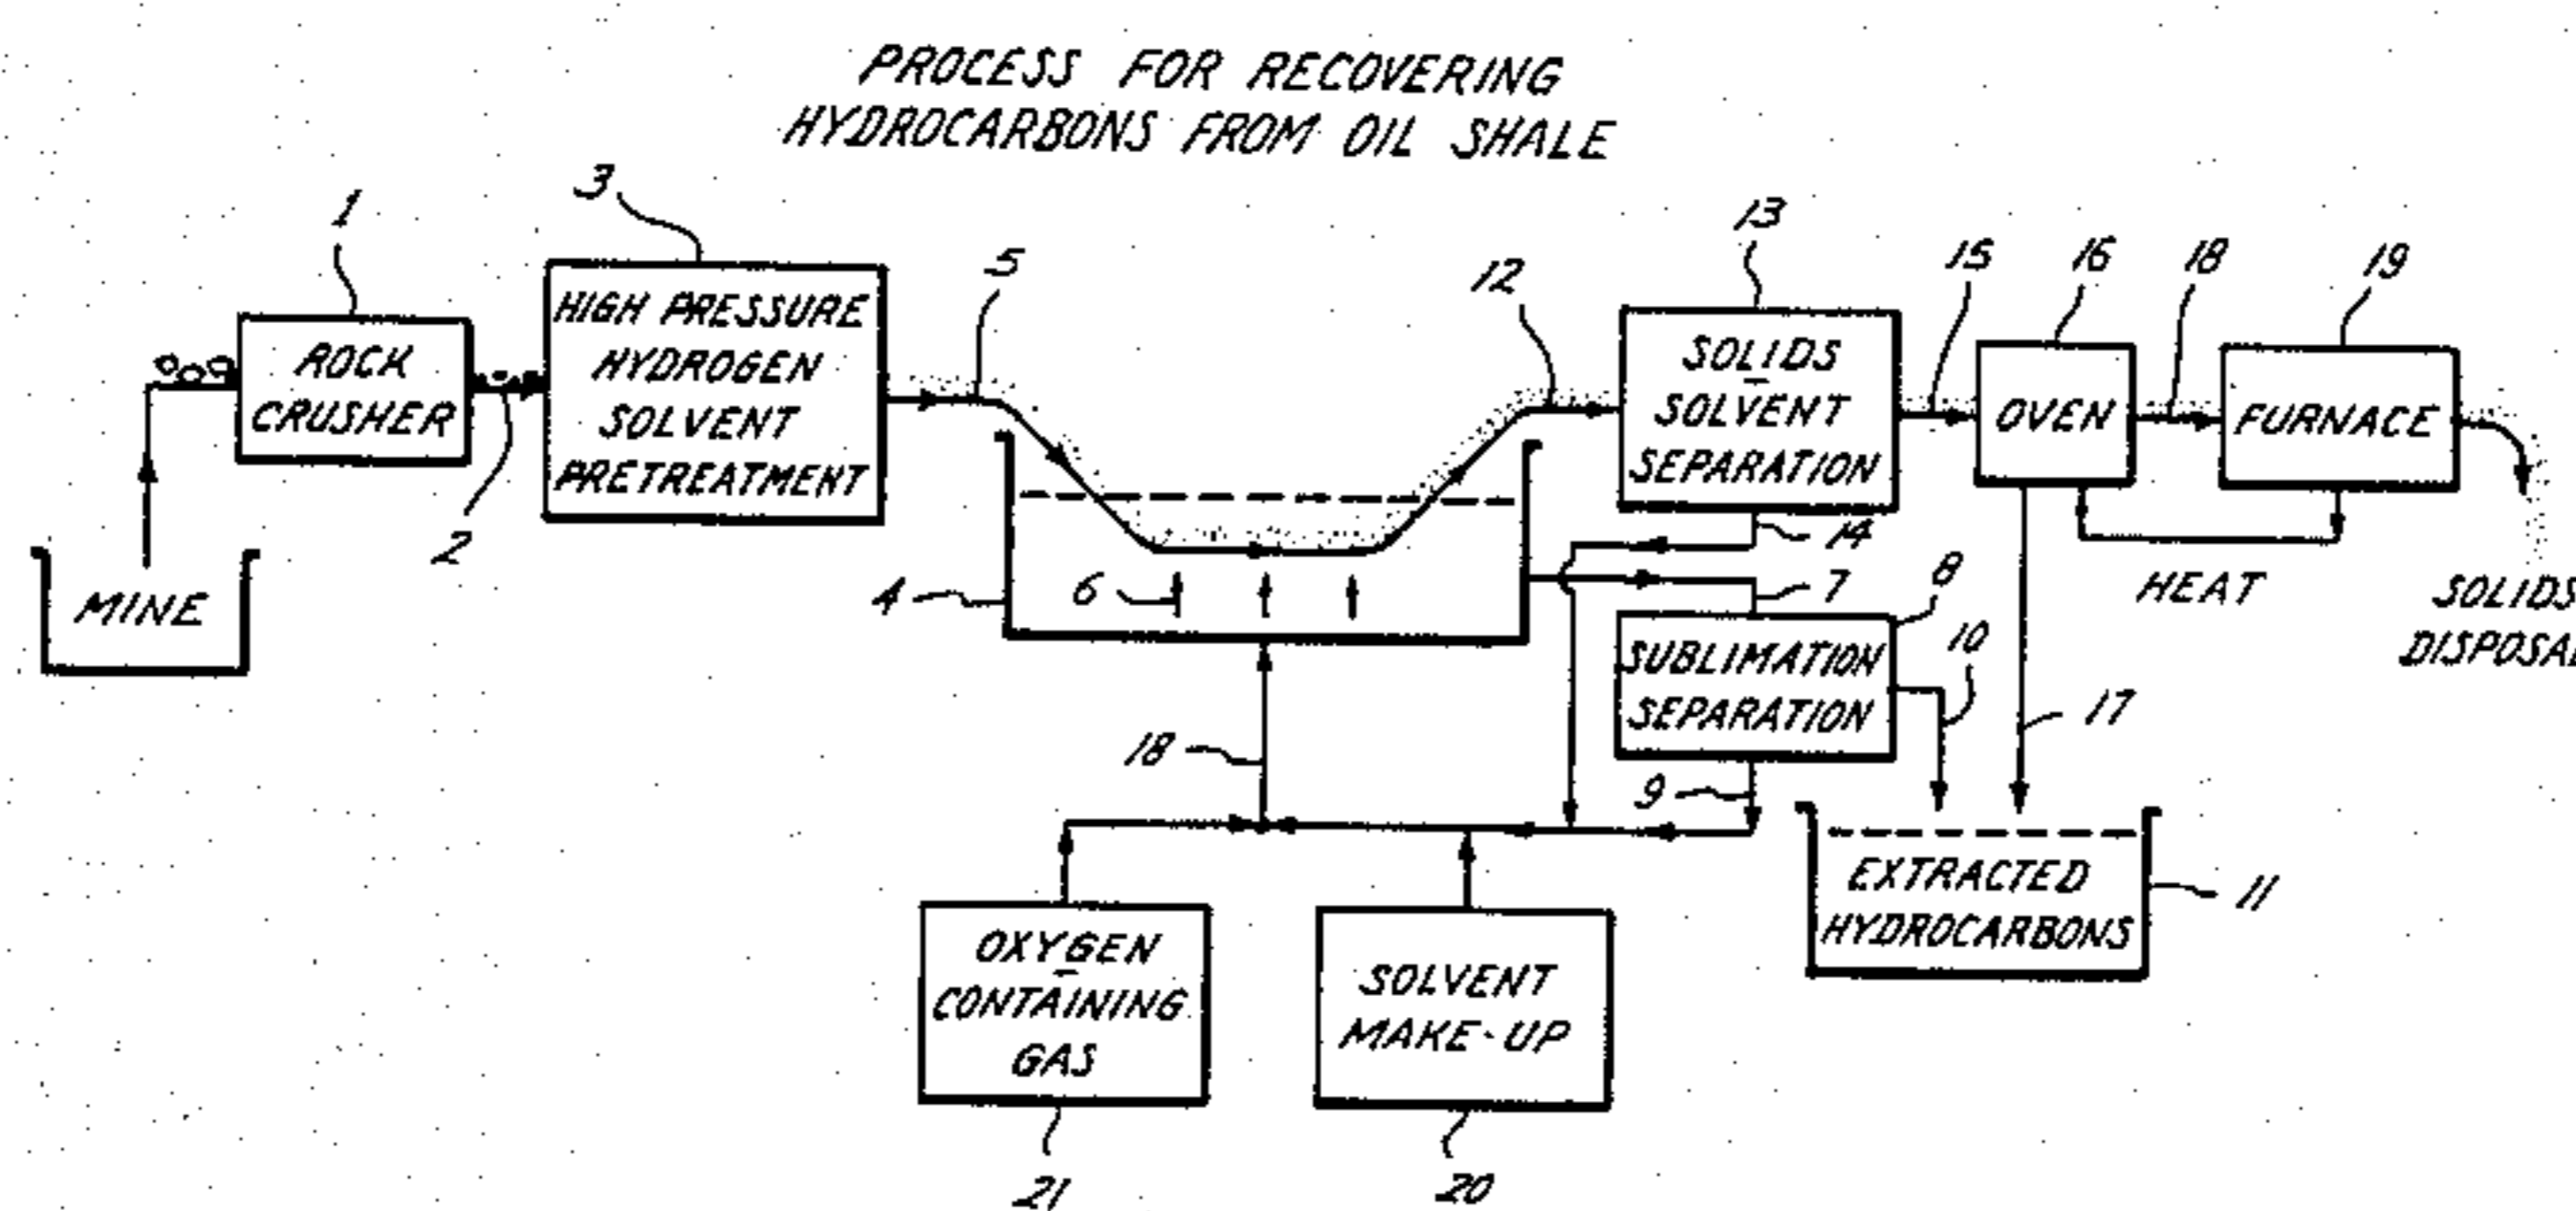 PROCESS FOR RECOVERING
HYDROCARBONS FROM OIL SHALE
1
3
5
12
13
15
16
18
19
ROCK
CRUSHER
HIGH PRESSURE
HYDROGEN
SOLVENT
PRETREATMENT
SOLIDS
SOLVENT
SEPARATION
OVEN
FURNACE
2
14
MINE
4
6
7
8
HEAT
SOLIDS
DISPOSAL
SUBLIMATION
SEPARATION
10
17
18
9
EXTRACTED
HYDROCARBONS
11
OXYGEN
CONTAINING
GAS
SOLVENT
MAKE-UP
21
20